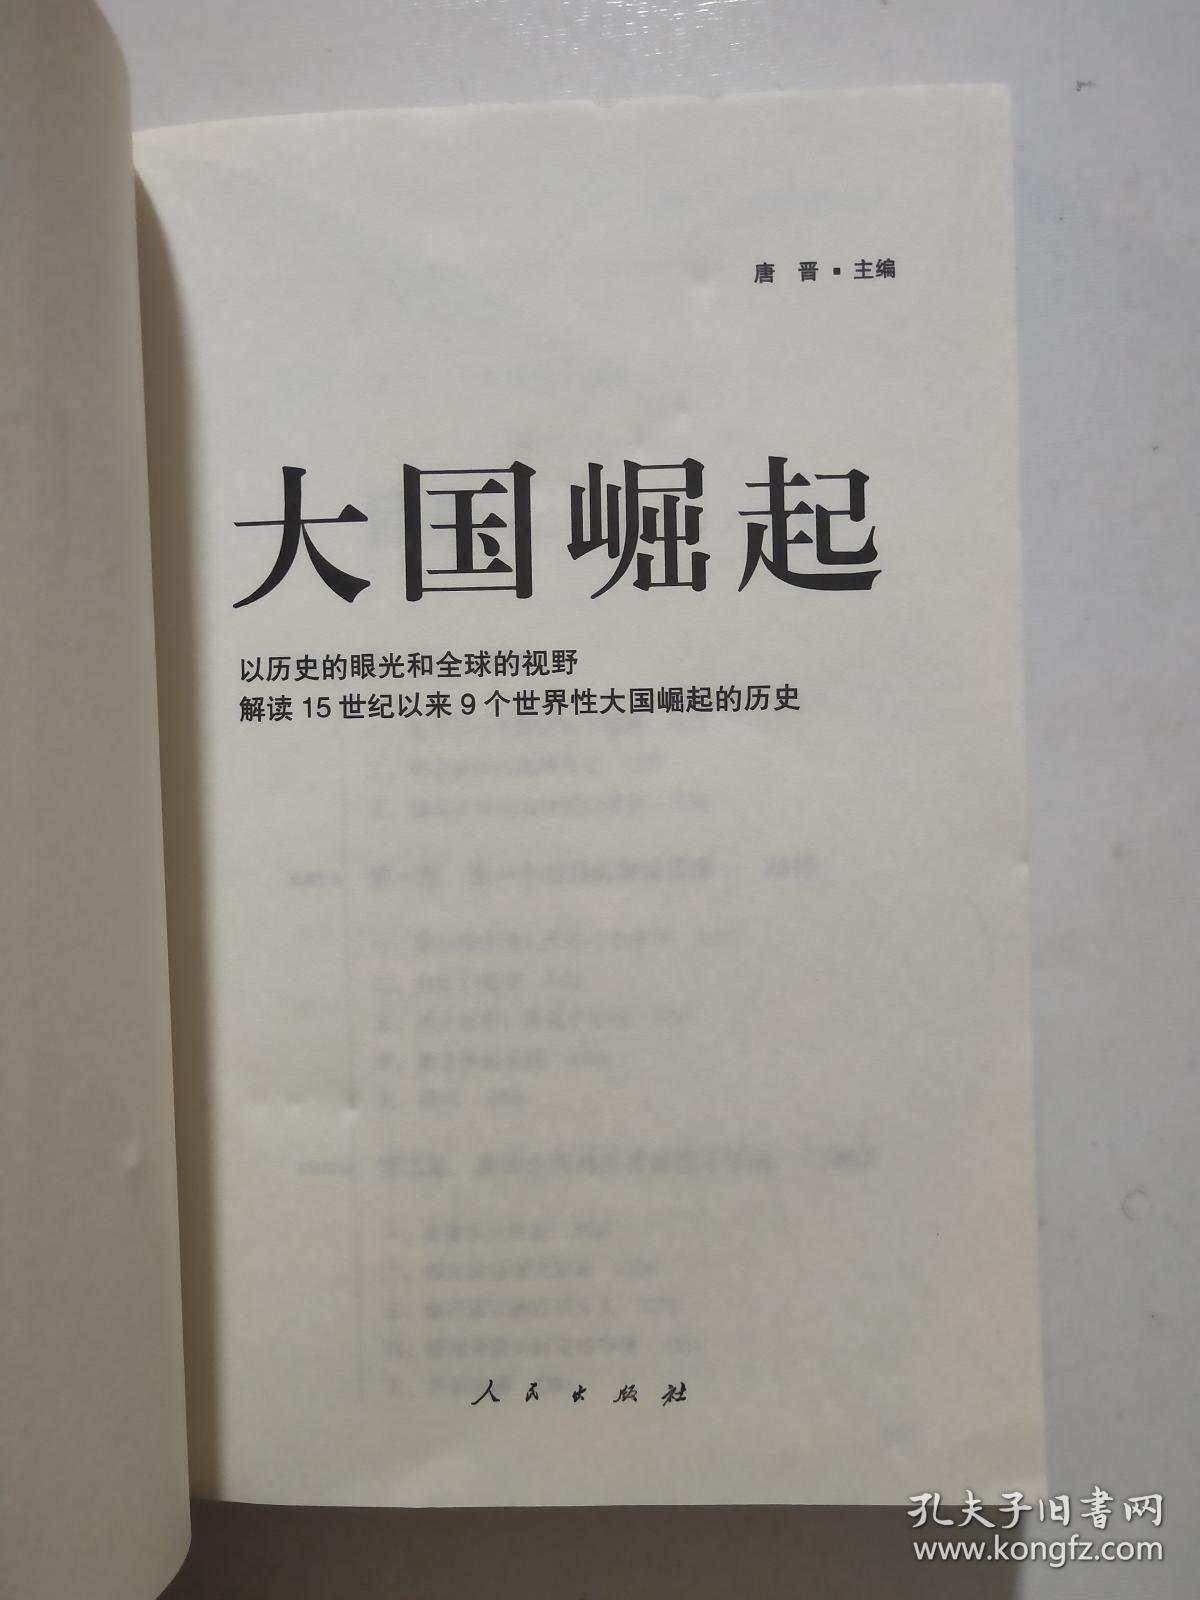 唐 晋·主编
大国崛起
以历史的眼光和全球的视野
解读15世纪以来9个世界性大国崛起的历史
人民出版社
孔夫子旧书网
www.kongfz.com